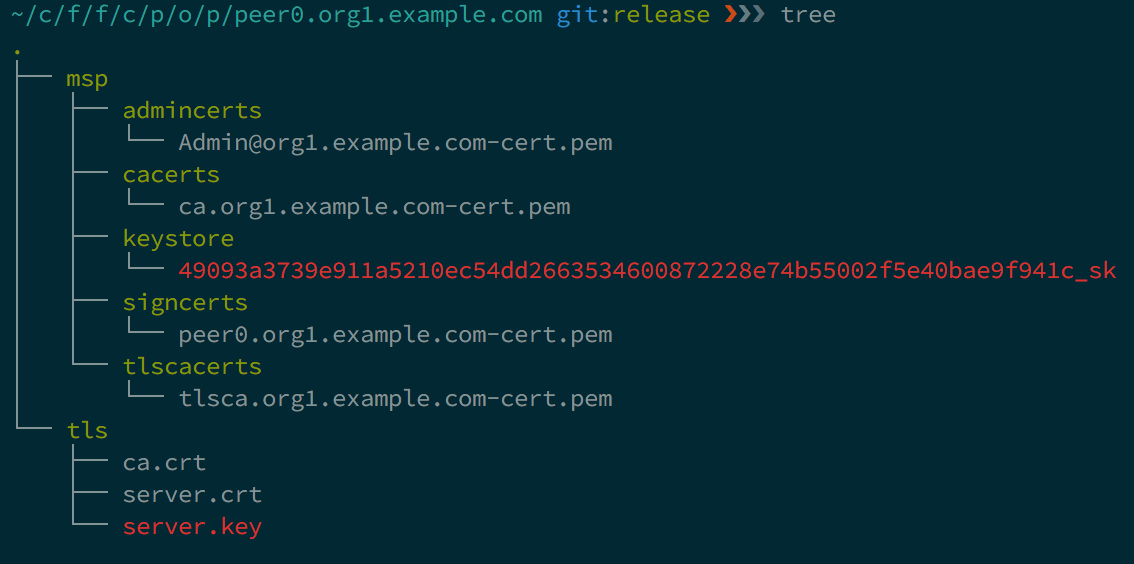 ~/c/f/f/c/p/o/p/peer0.org1.example.com git:release ❯❯❯ tree
.
├── msp
│   ├── admincerts
│   │   └── Admin@org1.example.com-cert.pem
│   ├── cacerts
│   │   └── ca.org1.example.com-cert.pem
│   ├── keystore
│   │   └── 49093a3739e911a5210ec54dd2663534600872228e74b55002f5e40bae9f941c_sk
│   ├── signcerts
│   │   └── peer0.org1.example.com-cert.pem
│   └── tlscacerts
│       └── tlsca.org1.example.com-cert.pem
└── tls
    ├── ca.crt
    ├── server.crt
    └── server.key